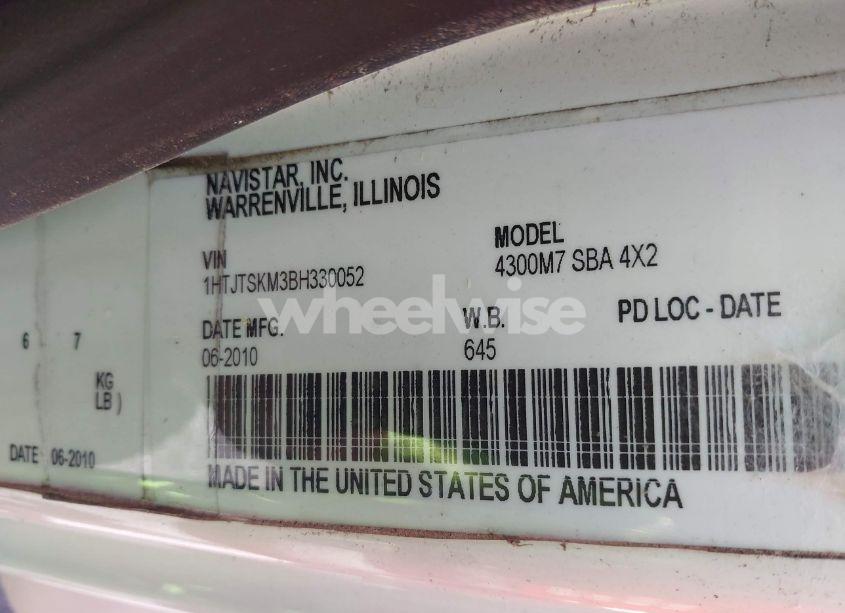 NAVISTAR, INC.
WARRENVILLE, ILLINOIS
VIN
1HTJTSKM3BH330052
MODEL
4300M7 SBA 4X2
DATE MFG.
06-2010
W.B.
645
PD LOC - DATE
MADE IN THE UNITED STATES OF AMERICA
6 7
KG
LB )
DATE 06-2010
wheelwise